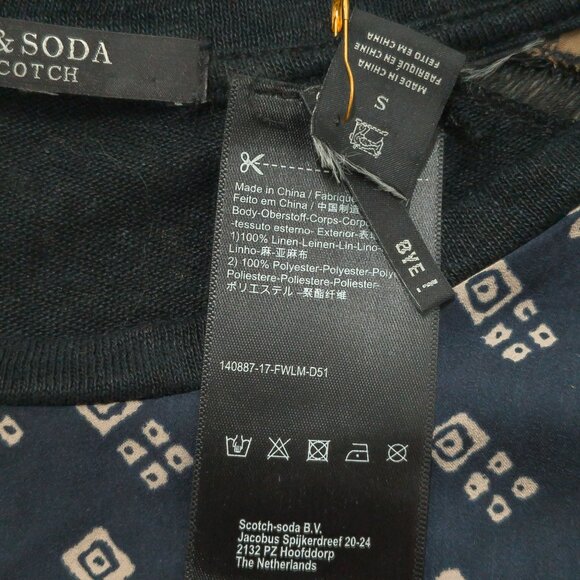 & SODA
COTCH
MADE IN CHINA
FABRIQUÉ EN CHINE
FEITO EM CHINA
S
BYE!
Made in China / Fabriqué
Feito em China / 中国制造
Body-Oberstoff-Corps-Corpo
-tessuto esterno- Exterior-表
1)100% Linen-Leinen-Lin-Lino-
Linho-麻-亚麻布
2) 100% Polyester-Polyester-Poly
Poliestere-Poliestere-Poliester-
ポリエステル –聚酯纤维
140887-17-FWLM-D51
Scotch-soda B.V.
Jacobus Spijkerdreef 20-24
2132 PZ Hoofddorp
The Netherlands